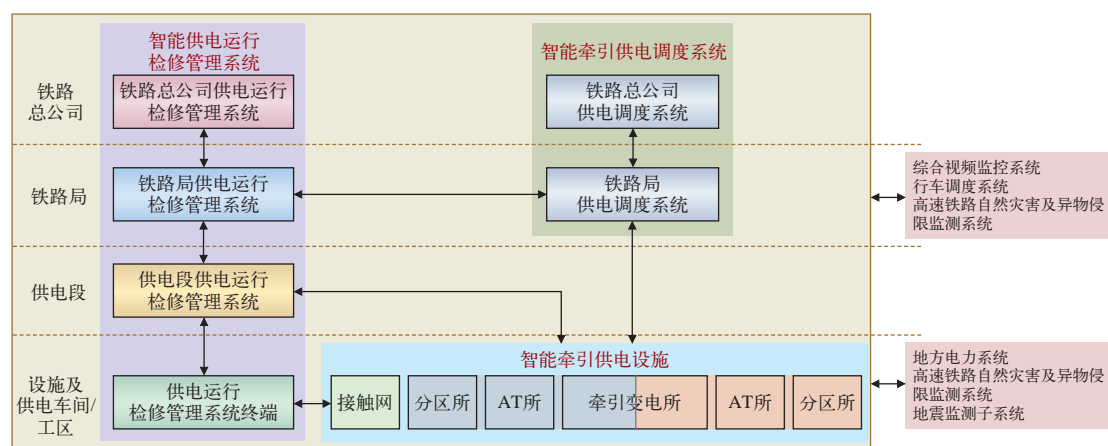 智能供电运行
检修管理系统
智能牵引供电调度系统
铁路
总公司
铁路总公司供电运行
检修管理系统
铁路总公司
供电调度系统
铁路局
铁路局供电运行
检修管理系统
铁路局
供电调度系统
综合视频监控系统
行车调度系统
高速铁路自然灾害及异物侵
限监测系统
供电段
供电段供电运行
检修管理系统
智能牵引供电设施
设施及
供电车间/
工区
供电运行
检修管理系统终端
接触网
分区所
AT所
牵引变电所
AT所
分区所
地方电力系统
高速铁路自然灾害及异物侵
限监测系统
地震监测子系统